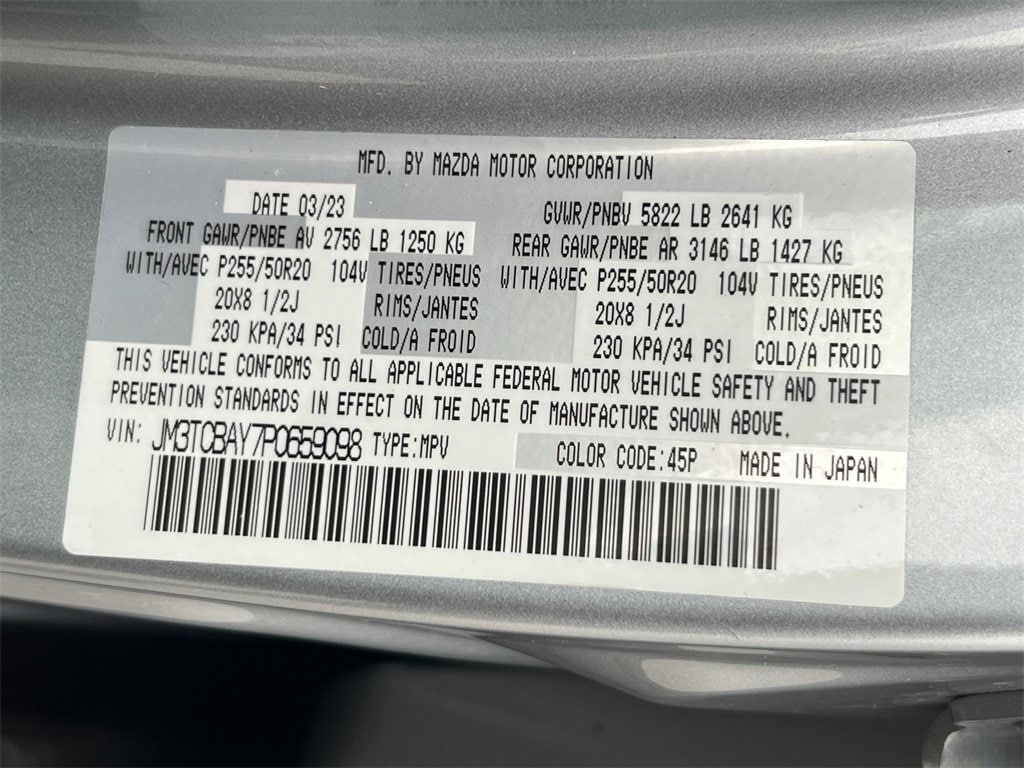 MFD. BY MAZDA MOTOR CORPORATION
DATE 03/23 GVWR/PNBV 5822 LB 2641 KG
FRONT GAWR/PNBE AV 2756 LB 1250 KG REAR GAWR/PNBE AR 3146 LB 1427 KG
WITH/AVEC P255/50R20 104V TIRES/PNEUS WITH/AVEC P255/50R20 104V TIRES/PNEUS
20X8 1/2J RIMS/JANTES 20X8 1/2J RIMS/JANTES
230 KPA/34 PSI COLD/A FROID 230 KPA/34 PSI COLD/A FROID
THIS VEHICLE CONFORMS TO ALL APPLICABLE FEDERAL MOTOR VEHICLE SAFETY AND THEFT
PREVENTION STANDARDS IN EFFECT ON THE DATE OF MANUFACTURE SHOWN ABOVE.
VIN: JM3TCBAY7P0659098 TYPE:MPV COLOR CODE:45P MADE IN JAPAN